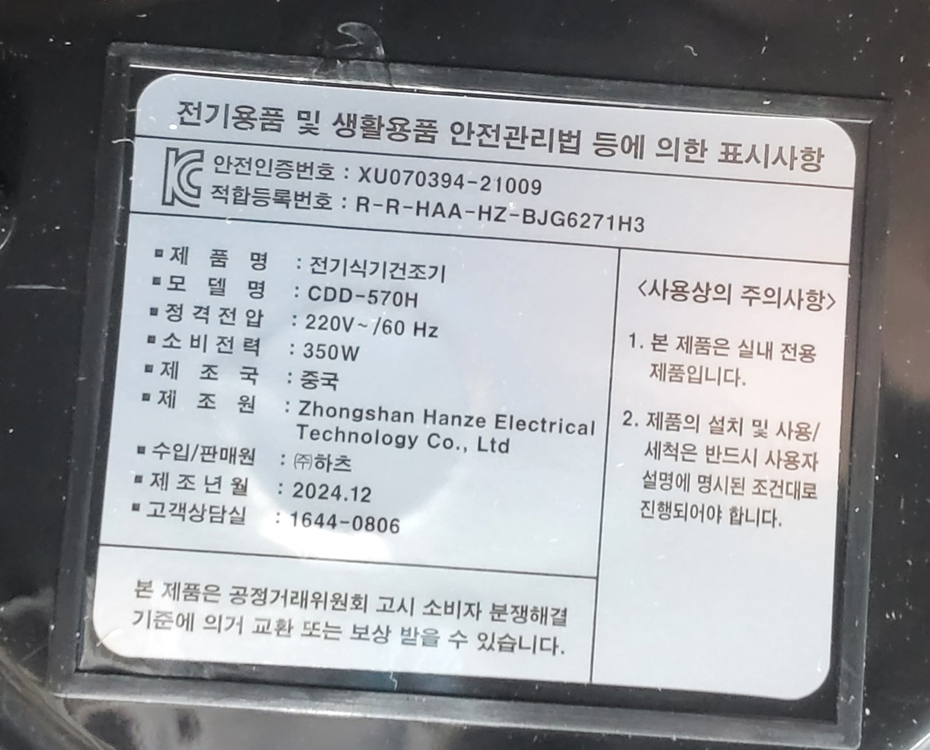 전기용품 및 생활용품 안전관리법 등에 의한 표시사항
안전인증번호 : XU070394-21009
적합등록번호 : R-R-HAA-HZ-BJG6271H3
▪제 품 명 : 전기식기건조기
▪모 델 명 : CDD-570H
▪정격전압 : 220V~/60 Hz
▪소비전력 : 350W
▪제 조 국 : 중국
▪제 조 원 : Zhongshan Hanze Electrical
Technology Co., Ltd
▪수입/판매원 : ㈜하츠
▪제조년월 : 2024.12
▪고객상담실 : 1644-0806
본 제품은 공정거래위원회 고시 소비자 분쟁해결
기준에 의거 교환 또는 보상 받을 수 있습니다.
<사용상의 주의사항>
1. 본 제품은 실내 전용
제품입니다.
2. 제품의 설치 및 사용/
세척은 반드시 사용자
설명에 명시된 조건대로
진행되어야 합니다.